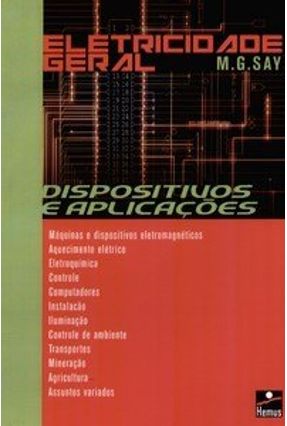 ELETRICIDADE
GERAL
M.G.SAY
DISPOSITIVOS
E APLICAÇÕES
Máquinas e dispositivos eletromagnéticos
Aquecimento elétrico
Eletroquímica
Controle
Computadores
Instalacão
Iluminação
Controle de ambiente
Transportes
Mineração
Agricultura
Assuntos variados
Hemus